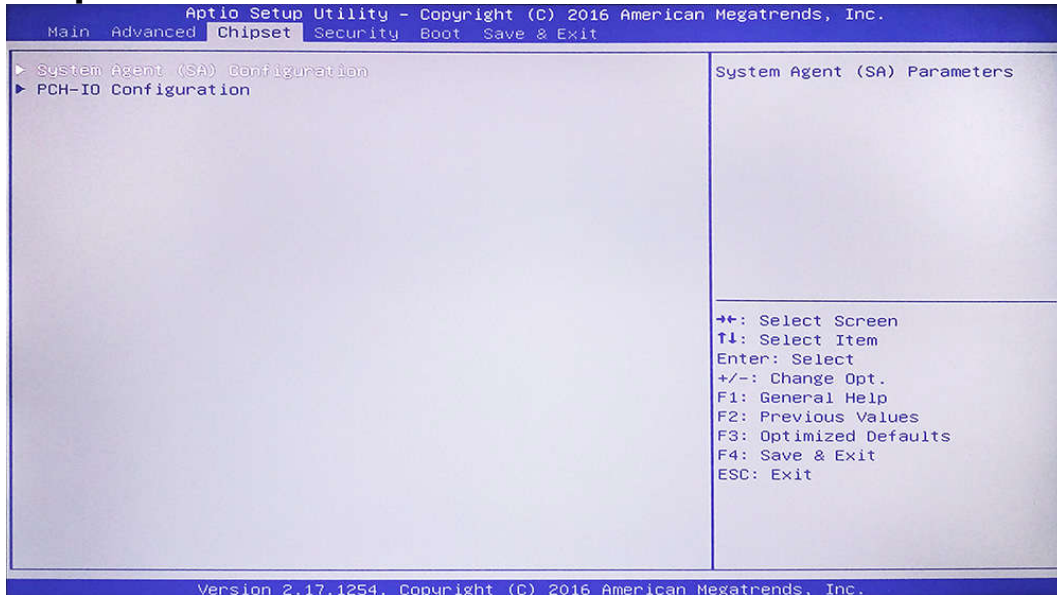 Aptio Setup Utility – Copyright (C) 2016 American Megatrends, Inc.
Main Advanced Chipset Security Boot Save & Exit
▶ System Agent (SA) Configuration
▶ PCH-IO Configuration
System Agent (SA) Parameters
→←: Select Screen
↑↓: Select Item
Enter: Select
+/-: Change Opt.
F1: General Help
F2: Previous Values
F3: Optimized Defaults
F4: Save & Exit
ESC: Exit
Version 2.17.1254. Copyright (C) 2016 American Megatrends, Inc.